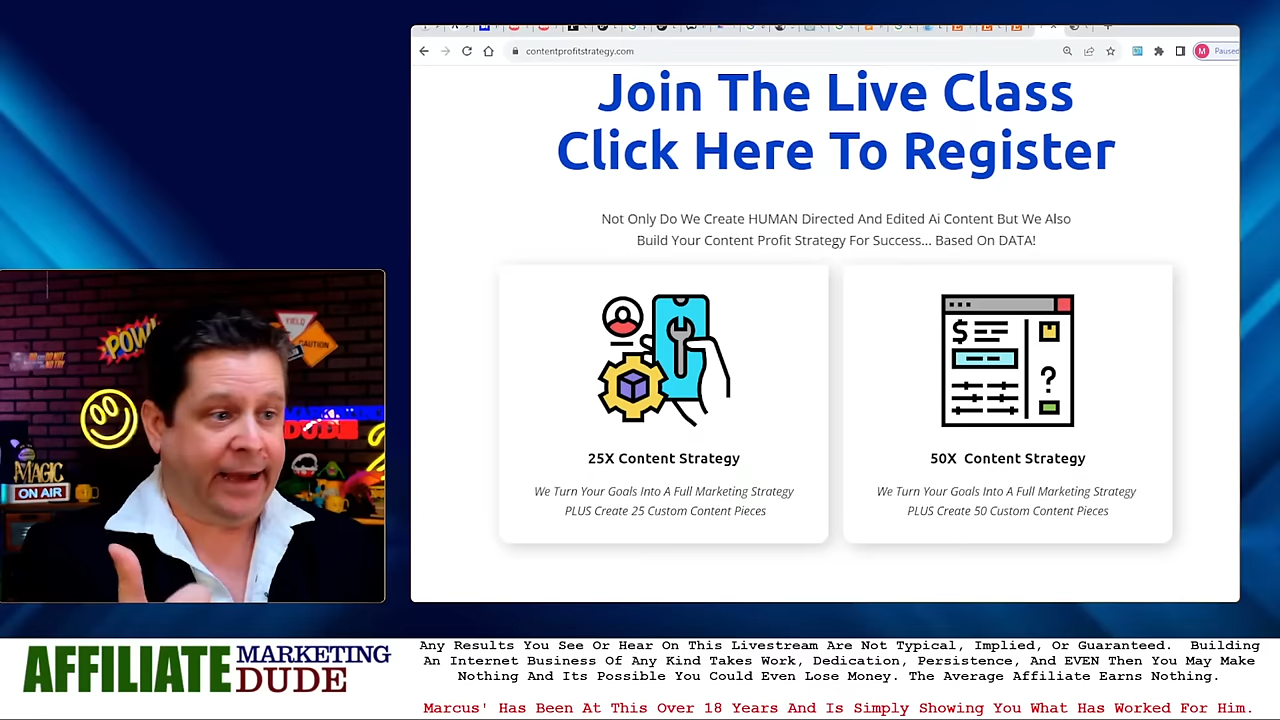 contentprofitstrategy.com
M
Paused
Join The Live Class
Click Here To Register
Not Only Do We Create HUMAN Directed And Edited Ai Content But We Also
Build Your Content Profit Strategy For Success... Based On DATA!
25X Content Strategy
We Turn Your Goals Into A Full Marketing Strategy
PLUS Create 25 Custom Content Pieces
$
?
50X Content Strategy
We Turn Your Goals Into A Full Marketing Strategy
PLUS Create 50 Custom Content Pieces
POW!
YIELD
CAUTION
DUDE
MAGIC
ON AIR
AFFILIATE MARKETING DUDE
Any Results You See Or Hear On This Livestream Are Not Typical, Implied, Or Guaranteed. Building
An Internet Business Of Any Kind Takes Work, Dedication, Persistence, And EVEN Then You May Make
Nothing And Its Possible You Could Even Lose Money. The Average Affiliate Earns Nothing.
Marcus' Has Been At This Over 18 Years And Is Simply Showing You What Has Worked For Him.